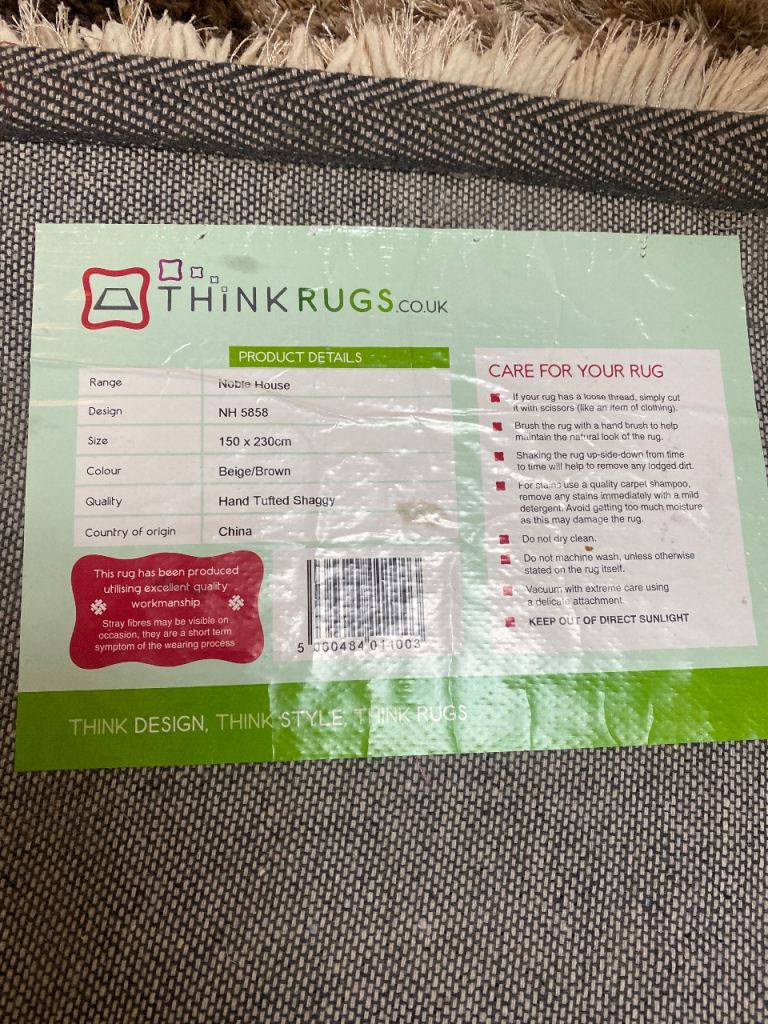 THINKRUGS.CO.UK
PRODUCT DETAILS
Range Noble House
Design NH 5858
Size 150 x 230cm
Colour Beige/Brown
Quality Hand Tufted Shaggy
Country of origin China
This rug has been produced
utilising excellent quality
workmanship
Stray fibres may be visible on
occasion, they are a short term
symptom of the wearing process
5 060484 011003
CARE FOR YOUR RUG
If your rug has a loose thread, simply cut
it with scissors (like an item of clothing).
Brush the rug with a hand brush to help
maintain the natural look of the rug.
Shaking the rug up-side-down from time
to time will help to remove any lodged dirt.
For stains use a quality carpet shampoo,
remove any stains immediately with a mild
detergent. Avoid getting too much moisture
as this may damage the rug.
Do not dry clean.
Do not machine wash, unless otherwise
stated on the rug itself.
Vacuum with extreme care using
a delicate attachment.
KEEP OUT OF DIRECT SUNLIGHT
THINK DESIGN, THINK STYLE, THINK RUGS